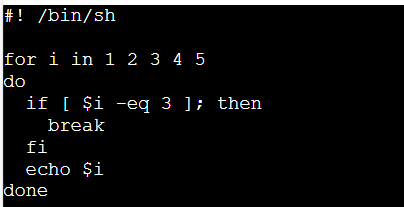 #! /bin/sh

for i in 1 2 3 4 5
do
  if [ $i -eq 3 ]; then
    break
  fi
  echo $i
done